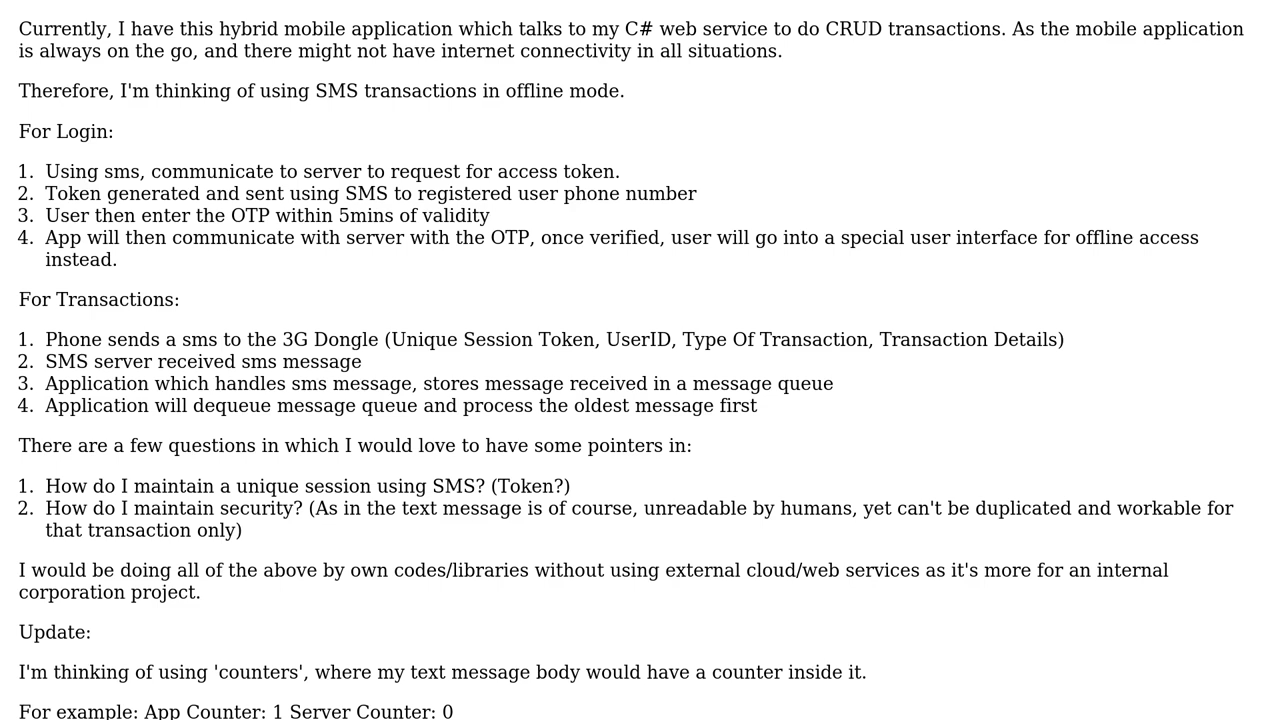 Currently, I have this hybrid mobile application which talks to my C# web service to do CRUD transactions. As the mobile application
is always on the go, and there might not have internet connectivity in all situations.
Therefore, I'm thinking of using SMS transactions in offline mode.
For Login:
1. Using sms, communicate to server to request for access token.
2. Token generated and sent using SMS to registered user phone number
3. User then enter the OTP within 5mins of validity
4. App will then communicate with server with the OTP, once verified, user will go into a special user interface for offline access
instead.
For Transactions:
1. Phone sends a sms to the 3G Dongle (Unique Session Token, UserID, Type Of Transaction, Transaction Details)
2. SMS server received sms message
3. Application which handles sms message, stores message received in a message queue
4. Application will dequeue message queue and process the oldest message first
There are a few questions in which I would love to have some pointers in:
1. How do I maintain a unique session using SMS? (Token?)
2. How do I maintain security? (As in the text message is of course, unreadable by humans, yet can't be duplicated and workable for
that transaction only)
I would be doing all of the above by own codes/libraries without using external cloud/web services as it's more for an internal
corporation project.
Update:
I'm thinking of using 'counters', where my text message body would have a counter inside it.
For example: App Counter: 1 Server Counter: 0